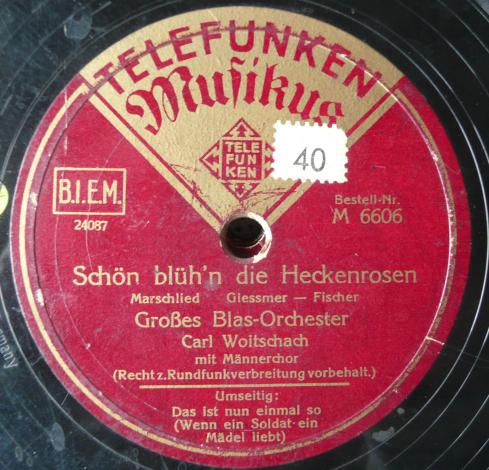 TELEFUNKEN
Musikus
TELE
FUN
KEN
40
B.I.E.M.
24087
Bestell-Nr.
M 6606
Schön blüh'n die Heckenrosen
Marschlied Giessmer — Fischer
Großes Blas-Orchester
Carl Woitschach
mit Männerchor
(Recht z. Rundfunkverbreitung vorbehalt.)
Umseitig:
Das ist nun einmal so
(Wenn ein Soldat ein
Mädel liebt)